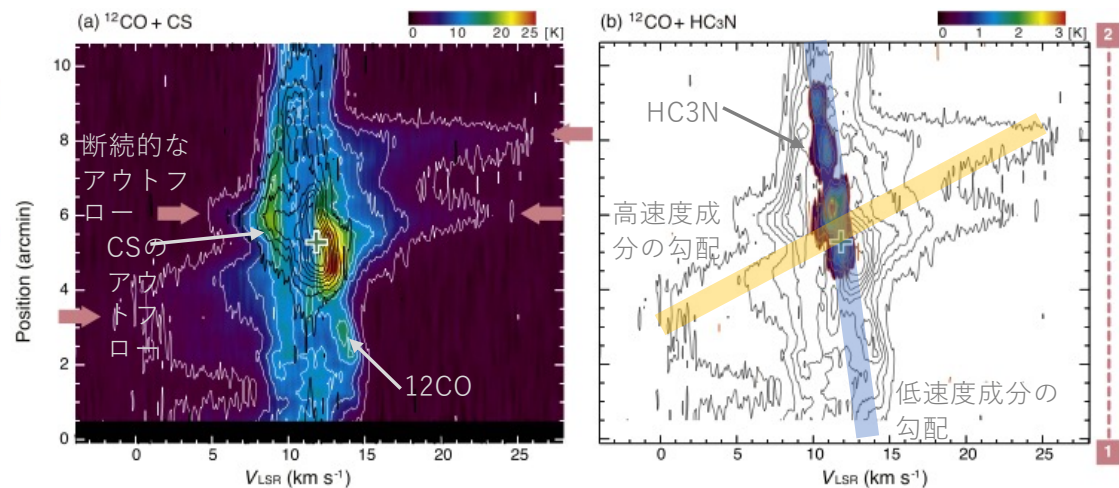 (a) ¹²CO + CS
0 10 20 25 [K]
断続的な
アウトフ
ロー
CSの
アウ
トフ
ロー
12CO
Position (arcmin)
10
8
6
4
2
0
0 5 10 15 20 25
V_LSR (km s⁻¹)
(b) ¹²CO + HC₃N
0 1 2 3 [K]
HC3N
高速度成
分の勾配
低速度成分の
勾配
0 5 10 15 20 25
V_LSR (km s⁻¹)
2
1